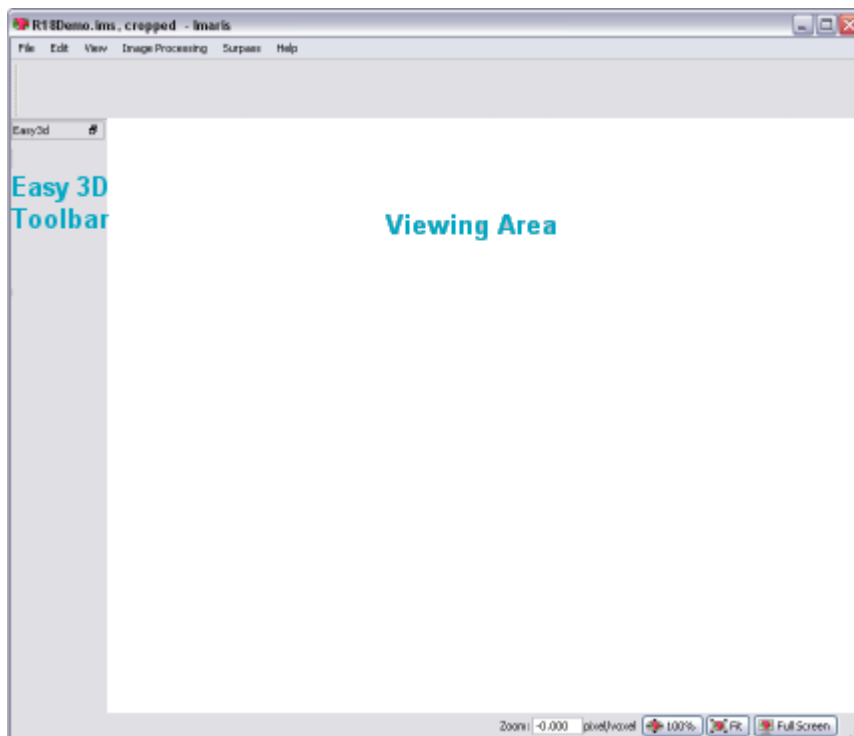 R18Demo.ims, cropped - Imaris
File Edit View Image Processing Surpass Help
Easy3d
Easy 3D
Toolbar
Viewing Area
Zoom: -0.000 pixel/voxel 100% Fit Full Screen